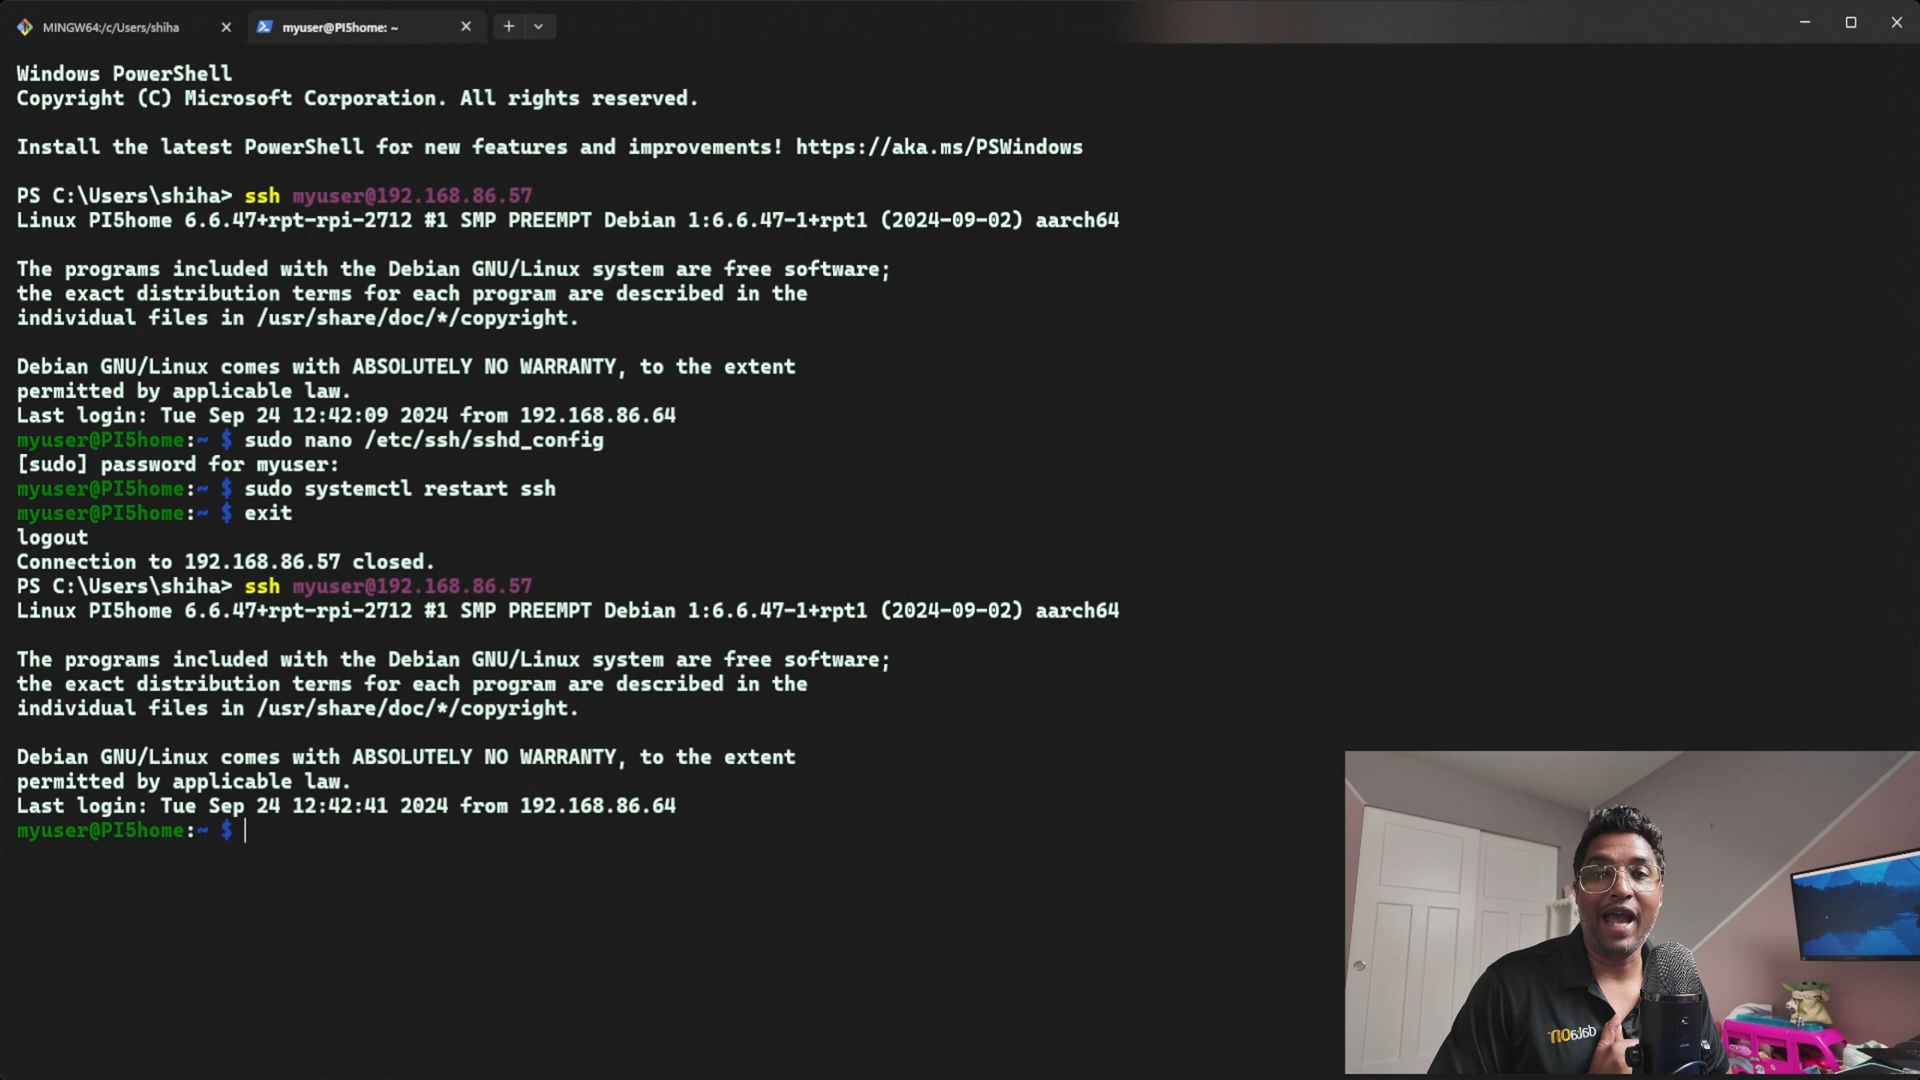 MINGW64:/c/Users/shiha
myuser@PI5home: ~
Windows PowerShell
Copyright (C) Microsoft Corporation. All rights reserved.
Install the latest PowerShell for new features and improvements! https://aka.ms/PSWindows
PS C:\Users\shiha> ssh myuser@192.168.86.57
Linux PI5home 6.6.47+rpt-rpi-2712 #1 SMP PREEMPT Debian 1:6.6.47-1+rpt1 (2024-09-02) aarch64
The programs included with the Debian GNU/Linux system are free software;
the exact distribution terms for each program are described in the
individual files in /usr/share/doc/*/copyright.
Debian GNU/Linux comes with ABSOLUTELY NO WARRANTY, to the extent
permitted by applicable law.
Last login: Tue Sep 24 12:42:09 2024 from 192.168.86.64
myuser@PI5home:~ $ sudo nano /etc/ssh/sshd_config
[sudo] password for myuser:
myuser@PI5home:~ $ sudo systemctl restart ssh
myuser@PI5home:~ $ exit
logout
Connection to 192.168.86.57 closed.
PS C:\Users\shiha> ssh myuser@192.168.86.57
Linux PI5home 6.6.47+rpt-rpi-2712 #1 SMP PREEMPT Debian 1:6.6.47-1+rpt1 (2024-09-02) aarch64
The programs included with the Debian GNU/Linux system are free software;
the exact distribution terms for each program are described in the
individual files in /usr/share/doc/*/copyright.
Debian GNU/Linux comes with ABSOLUTELY NO WARRANTY, to the extent
permitted by applicable law.
Last login: Tue Sep 24 12:42:41 2024 from 192.168.86.64
myuser@PI5home:~ $
dataON